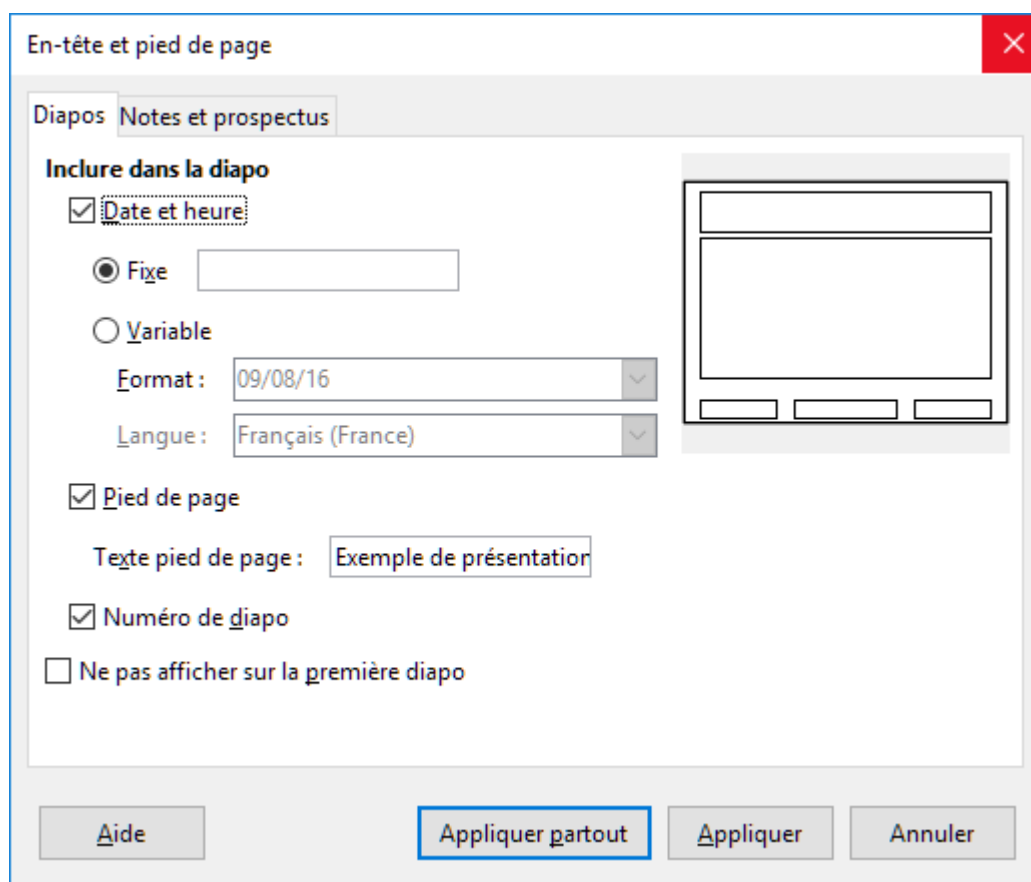 En-tête et pied de page
Diapos Notes et prospectus
Inclure dans la diapo
Date et heure
Fixe
Variable
Format : 09/08/16
Langue : Français (France)
Pied de page
Texte pied de page : Exemple de présentation
Numéro de diapo
Ne pas afficher sur la première diapo
Aide Appliquer partout Appliquer Annuler